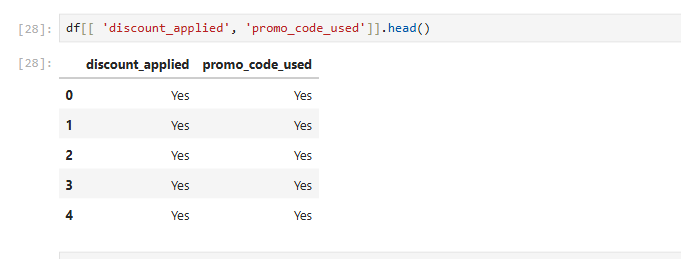 [28]: df[[ 'discount_applied', 'promo_code_used']].head()
[28]: discount_applied promo_code_used
0 Yes Yes
1 Yes Yes
2 Yes Yes
3 Yes Yes
4 Yes Yes